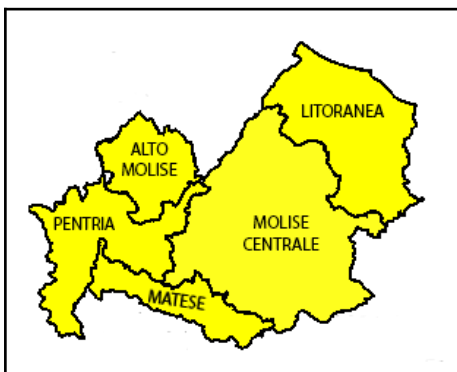 LITORANEA
ALTO
MOLISE
PENTRIA
MOLISE
CENTRALE
MATESE